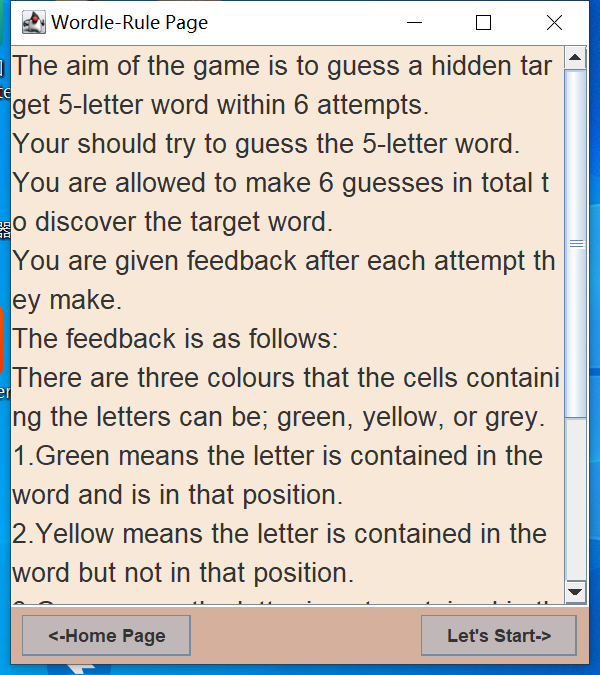 Wordle-Rule Page
The aim of the game is to guess a hidden tar
get 5-letter word within 6 attempts.
Your should try to guess the 5-letter word.
You are allowed to make 6 guesses in total t
o discover the target word.
You are given feedback after each attempt th
ey make.
The feedback is as follows:
There are three colours that the cells containi
ng the letters can be; green, yellow, or grey.
1.Green means the letter is contained in the
word and is in that position.
2.Yellow means the letter is contained in the
word but not in that position.
<-Home Page
Let's Start->